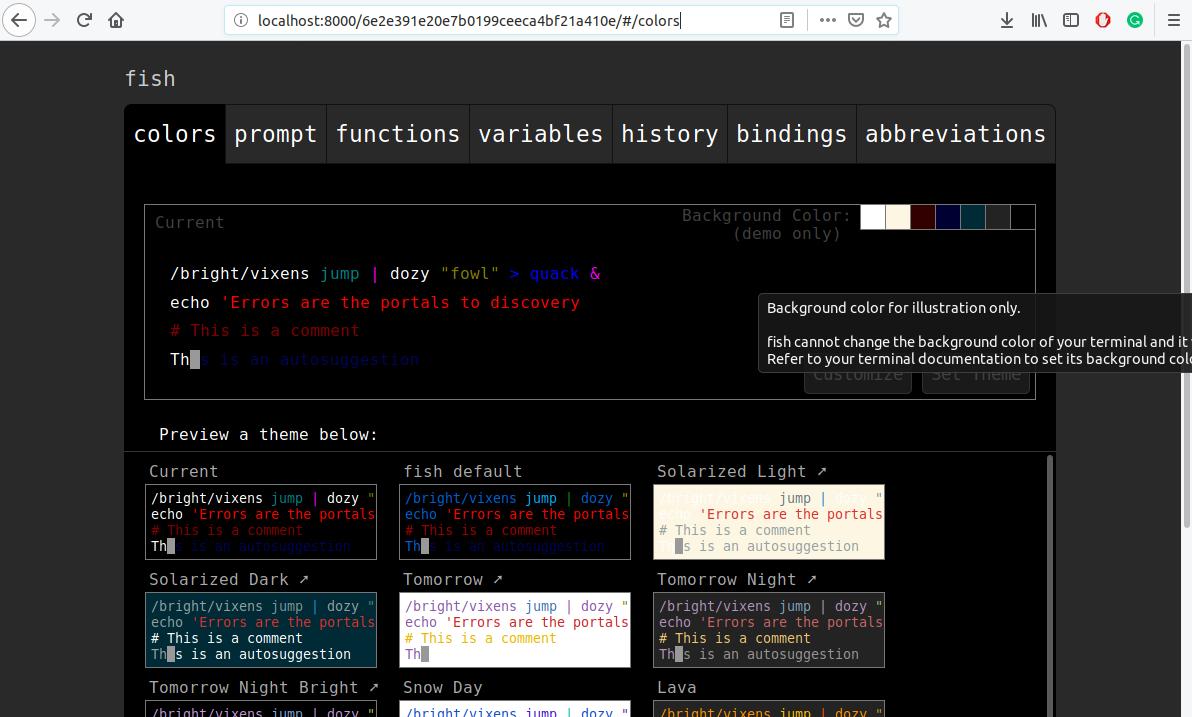 localhost:8000/6e2e391e20e7b0199ceeca4bf21a410e/#/colors
fish
colors prompt functions variables history bindings abbreviations
Current
Background Color:
(demo only)
/bright/vixens jump | dozy "fowl" > quack &
echo 'Errors are the portals to discovery
# This is a comment
This is an autosuggestion
Background color for illustration only.
fish cannot change the background color of your terminal and it
Refer to your terminal documentation to set its background colo
Customize Set Theme
Preview a theme below:
Current
/bright/vixens jump | dozy "
echo 'Errors are the portals
# This is a comment
This is an autosuggestion
fish default
/bright/vixens jump | dozy "
echo 'Errors are the portals
# This is a comment
This is an autosuggestion
Solarized Light ↗
/bright/vixens jump | dozy "
echo 'Errors are the portals
# This is a comment
This is an autosuggestion
Solarized Dark ↗
/bright/vixens jump | dozy "
echo 'Errors are the portals
# This is a comment
This is an autosuggestion
Tomorrow ↗
/bright/vixens jump | dozy "
echo 'Errors are the portals
# This is a comment
Th
Tomorrow Night ↗
/bright/vixens jump | dozy "
echo 'Errors are the portals
# This is a comment
This is an autosuggestion
Tomorrow Night Bright ↗
/bright/vixens jump | dozy "
Snow Day
/bright/vixens jump | dozy "
Lava
/bright/vixens jump | dozy "